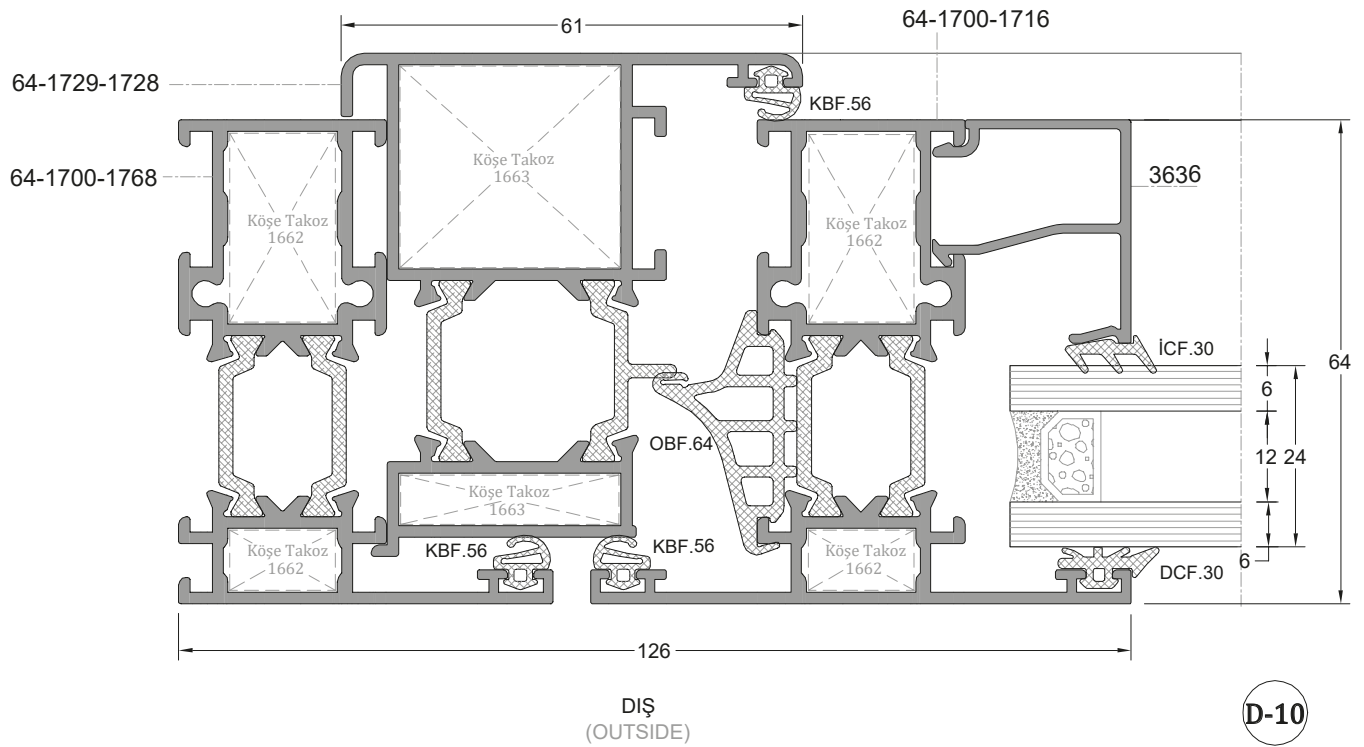 61
64-1700-1716
64-1729-1728
KBF.56
Köşe Takoz
1663
64-1700-1768
3636
Köşe Takoz
1662
Köşe Takoz
1662
İCF.30
64
6
OBF.64
12
24
Köşe Takoz
1663
KBF.56
KBF.56
Köşe Takoz
1662
Köşe Takoz
1662
6
DCF.30
126
DIŞ
(OUTSIDE)
D-10